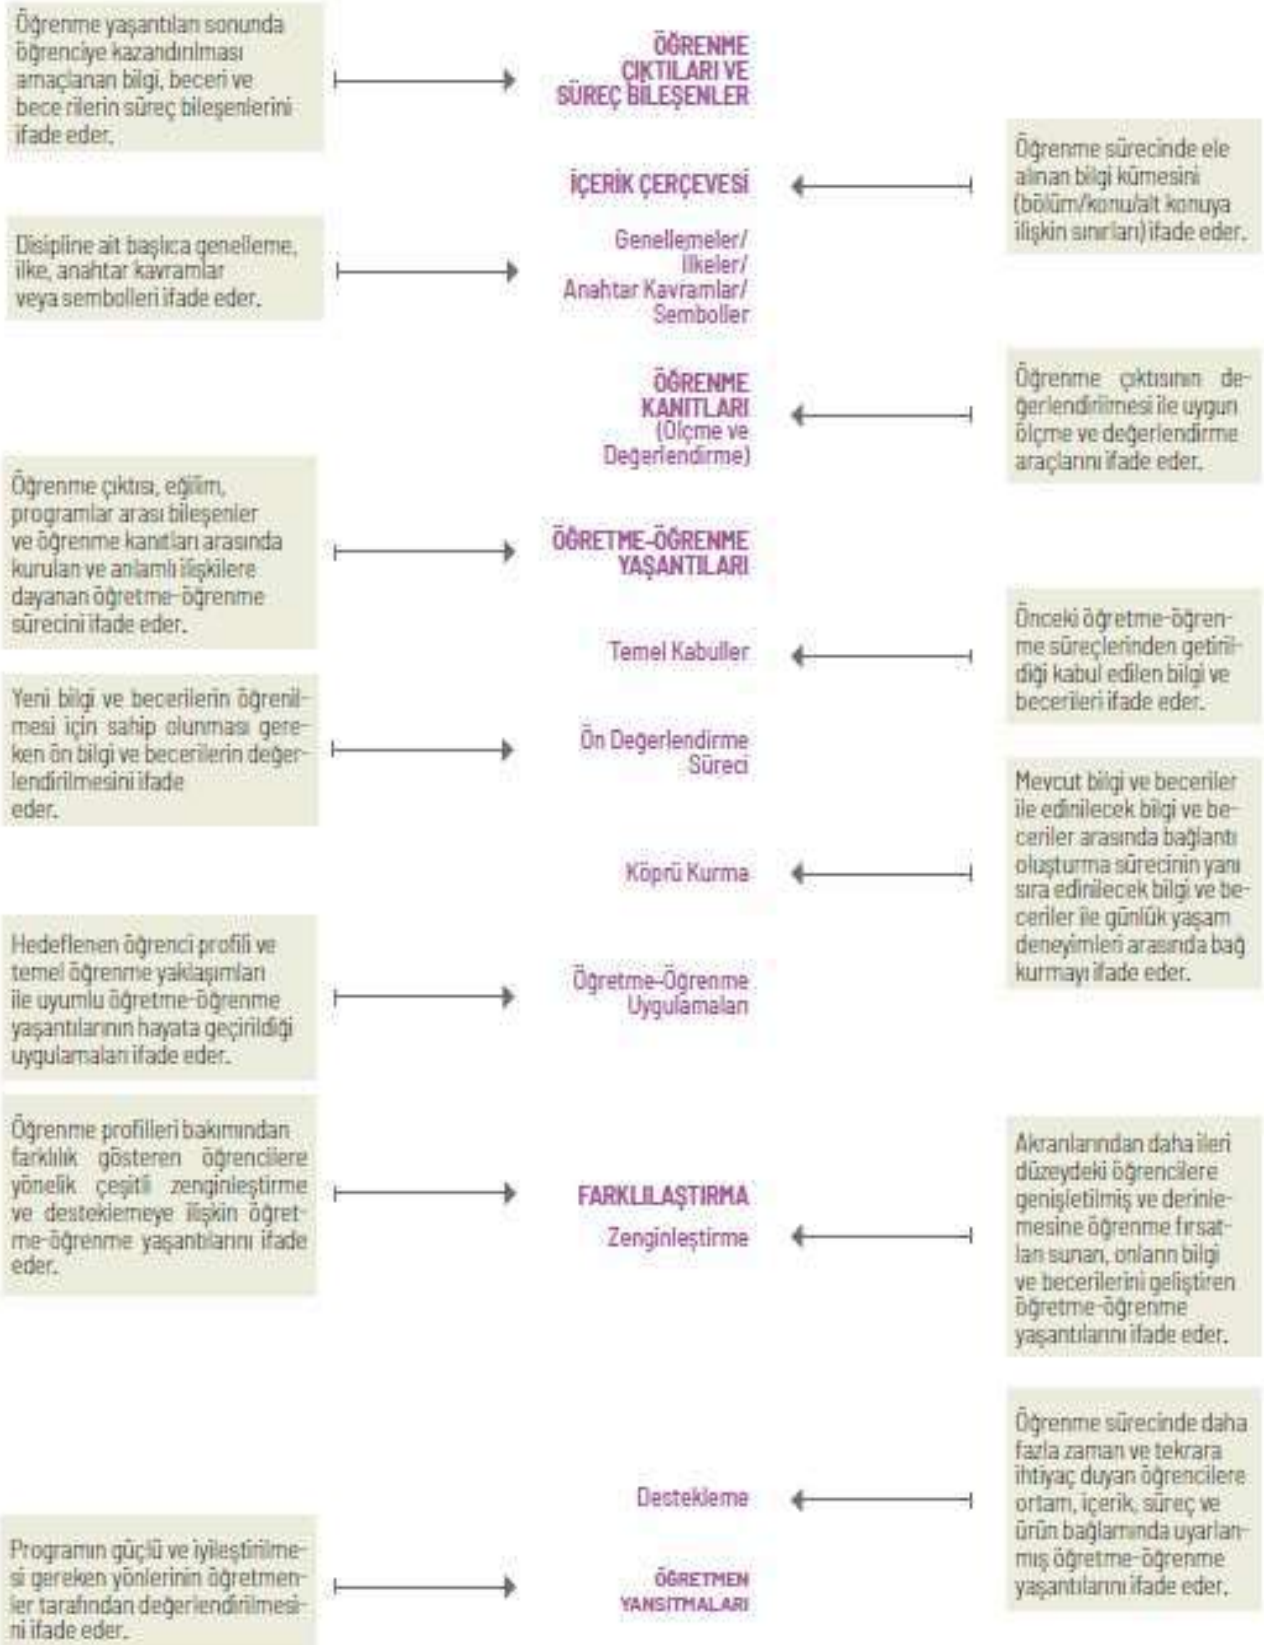 Öğrenme yaşantıları sonunda
öğrenciye kazandırılması
amaçlanan bilgi, beceri ve
bece rilerin süreç bileşenlerini
ifade eder.
ÖĞRENME
ÇIKTILARI VE
SÜREÇ BİLEŞENLER
İÇERİK ÇERÇEVESİ
Öğrenme sürecinde ele
alınan bilgi kümesini
(bölüm/konu/alt konuya
ilişkin sınırları) ifade eder.
Disipline ait başlıca genelleme,
ilke, anahtar kavramlar
veya sembolleri ifade eder.
Genellemeler/
İlkeler/
Anahtar Kavramlar/
Semboller
ÖĞRENME
KANITLARI
(Ölçme ve
Değerlendirme)
Öğrenme çıktısının de-
ğerlendirilmesi ile uygun
ölçme ve değerlendirme
araçlarını ifade eder.
Öğrenme çıktısı, eğilim,
programlar arası bileşenler
ve öğrenme kanıtları arasında
kurulan ve anlamlı ilişkilere
dayanan öğretme-öğrenme
sürecini ifade eder.
ÖĞRETME-ÖĞRENME
YAŞANTILARI
Temel Kabuller
Önceki öğretme-öğren-
me süreçlerinden getiril-
diği kabul edilen bilgi ve
becerileri ifade eder.
Yeni bilgi ve becerilerin öğrenil-
mesi için sahip olunması gere-
ken ön bilgi ve becerilerin değer-
lendirilmesini ifade
eder.
Ön Değerlendirme
Süreci
Köprü Kurma
Mevcut bilgi ve beceriler
ile edinilecek bilgi ve be-
ceriler arasında bağlantı
oluşturma sürecinin yanı
sıra edinilecek bilgi ve be-
ceriler ile günlük yaşam
deneyimleri arasında bağ
kurmayı ifade eder.
Hedeflenen öğrenci profili ve
temel öğrenme yaklaşımları
ile uyumlu öğretme-öğrenme
yaşantılarının hayata geçirildiği
uygulamaları ifade eder.
Öğretme-Öğrenme
Uygulamaları
Öğrenme profilleri bakımından
farklılık gösteren öğrencilere
yönelik çeşitli zenginleştirme
ve desteklemeye ilişkin öğret-
me-öğrenme yaşantılarını ifade
eder.
FARKLILAŞTIRMA
Zenginleştirme
Akranlarından daha ileri
düzeydeki öğrencilere
genişletilmiş ve derinle-
mesine öğrenme fırsat-
ları sunan, onların bilgi
ve becerilerini geliştiren
öğretme-öğrenme
yaşantılarını ifade eder.
Destekleme
Öğrenme sürecinde daha
fazla zaman ve tekrara
ihtiyaç duyan öğrencilere
ortam, içerik, süreç ve
ürün bağlamında uyarlan-
mış öğretme-öğrenme
yaşantılarını ifade eder.
Programın güçlü ve iyileştirilme-
si gereken yönlerinin öğretmen-
ler tarafından değerlendirilmesi-
ni ifade eder.
ÖĞRETMEN
YANSITMALARI